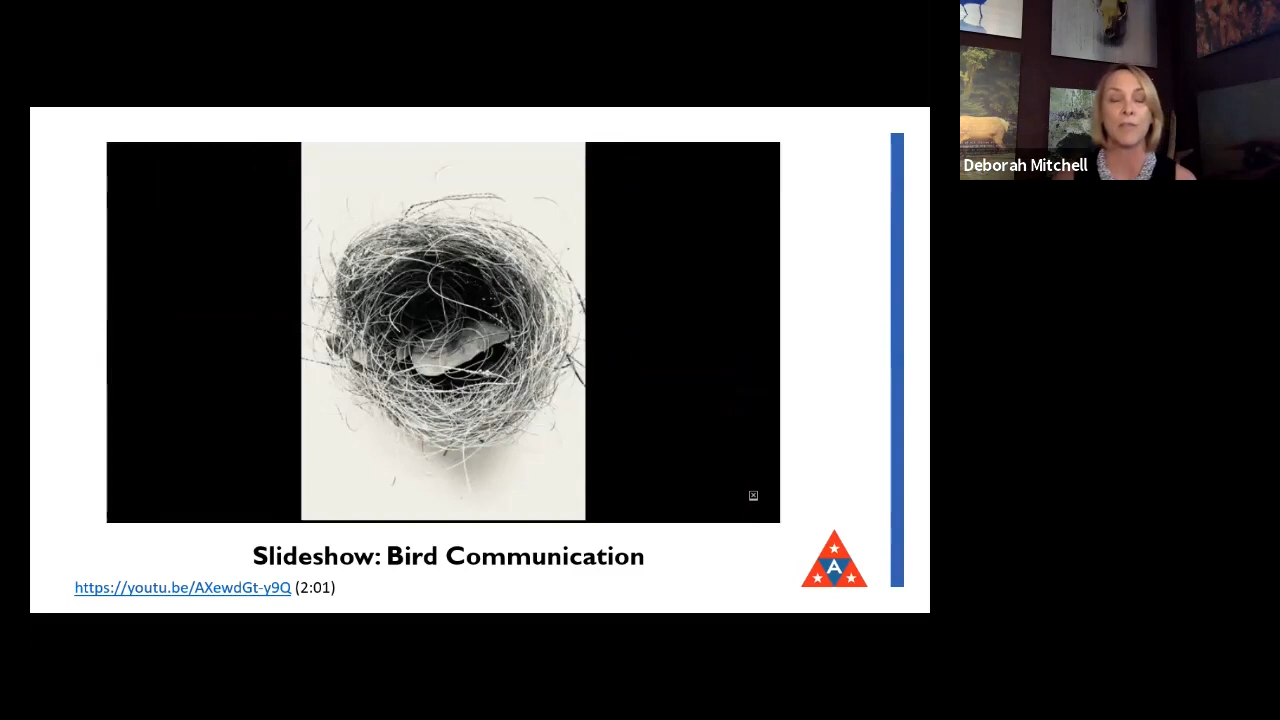 Deborah Mitchell
Slideshow: Bird Communication
https://youtu.be/AXewdGt-y9Q (2:01)
A